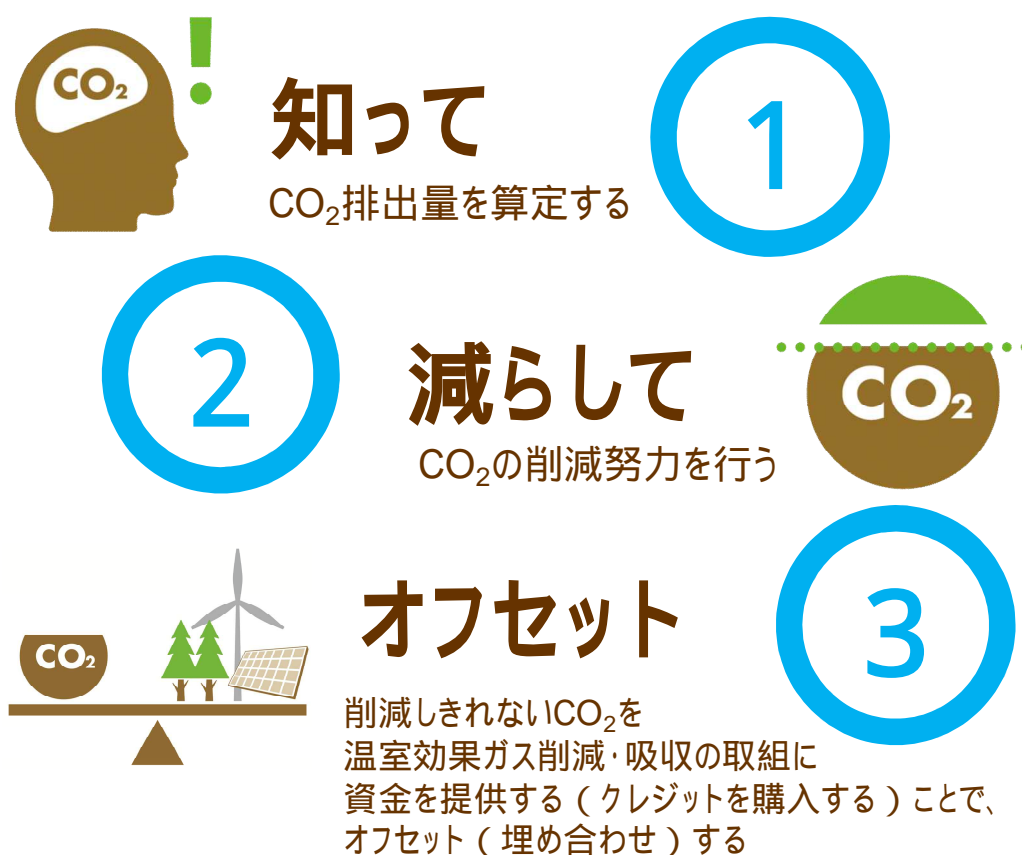 CO₂
!
知って
1
CO₂排出量を算定する
2
減らして
CO₂
CO₂の削減努力を行う
オフセット
3
CO₂
削減しきれないCO₂を
温室効果ガス削減・吸収の取組に
資金を提供する(クレジットを購入する)ことで、
オフセット(埋め合わせ)する